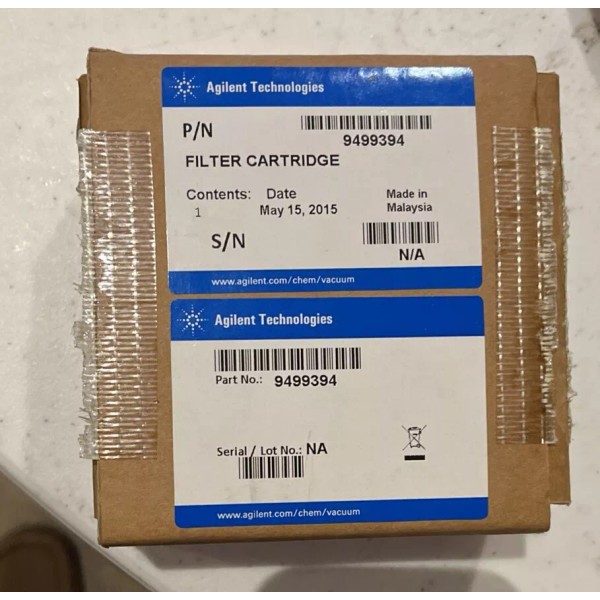 Agilent Technologies
P/N
9499394
FILTER CARTRIDGE
Contents: Date Made in
1 May 15, 2015 Malaysia
S/N
N/A
www.agilent.com/chem/vacuum
Agilent Technologies
Part No.: 9499394
Serial / Lot No.: NA
www.agilent.com/chem/vacuum